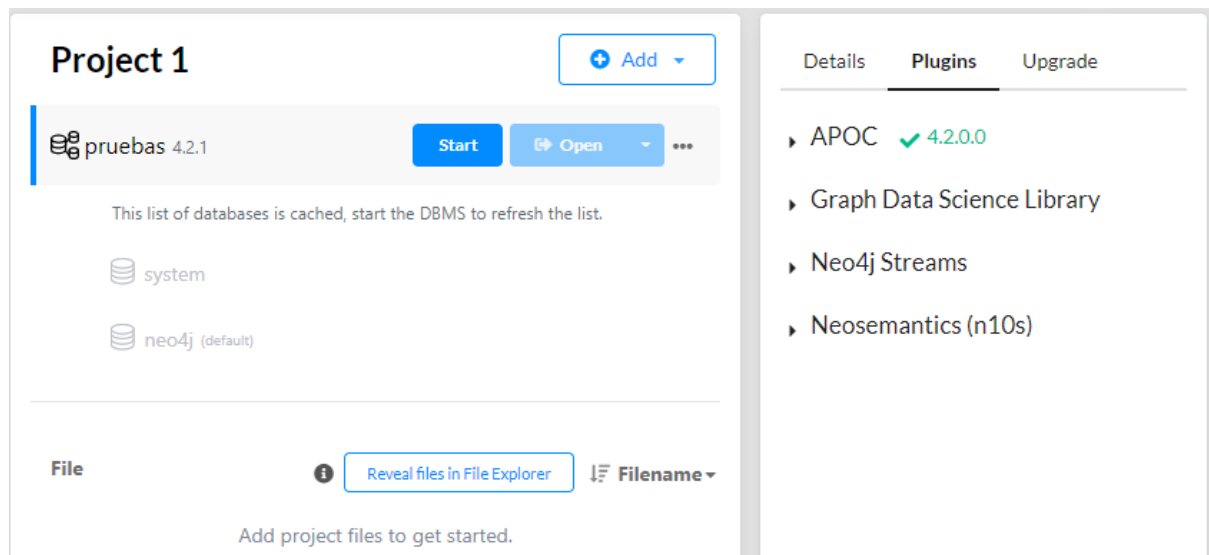 Project 1
Add
pruebas 4.2.1
Start
Open
This list of databases is cached, start the DBMS to refresh the list.
system
neo4j (default)
File
Reveal files in File Explorer
Filename
Add project files to get started.
Details Plugins Upgrade
APOC 4.2.0.0
Graph Data Science Library
Neo4j Streams
Neosemantics (n10s)